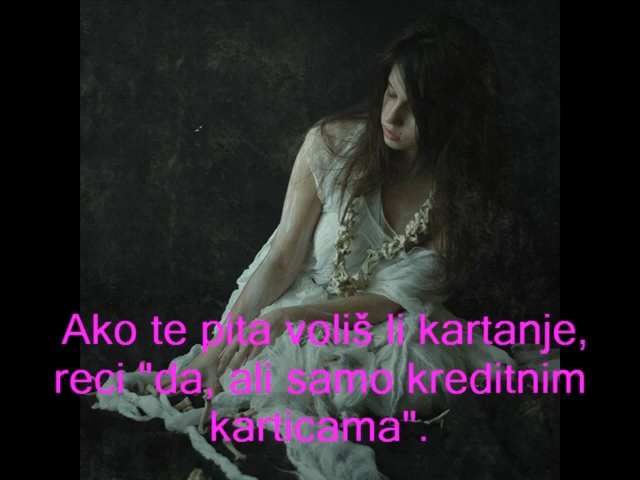 Ako te pita voliš li kartanje,
reci "da, ali samo kreditnim
karticama".